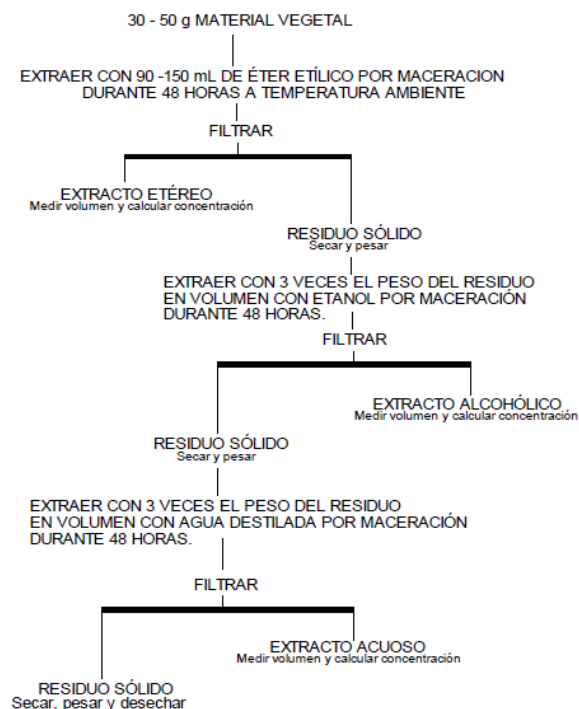 30 - 50 g MATERIAL VEGETAL
EXTRAER CON 90 -150 mL DE ÉTER ETÍLICO POR MACERACION
DURANTE 48 HORAS A TEMPERATURA AMBIENTE
FILTRAR
EXTRACTO ETÉREO
Medir volumen y calcular concentración
RESIDUO SÓLIDO
Secar y pesar
EXTRAER CON 3 VECES EL PESO DEL RESIDUO
EN VOLUMEN CON ETANOL POR MACERACIÓN
DURANTE 48 HORAS.
FILTRAR
EXTRACTO ALCOHÓLICO
Medir volumen y calcular concentración
RESIDUO SÓLIDO
Secar y pesar
EXTRAER CON 3 VECES EL PESO DEL RESIDUO
EN VOLUMEN CON AGUA DESTILADA POR MACERACIÓN
DURANTE 48 HORAS.
FILTRAR
EXTRACTO ACUOSO
Medir volumen y calcular concentración
RESIDUO SÓLIDO
Secar, pesar y desechar